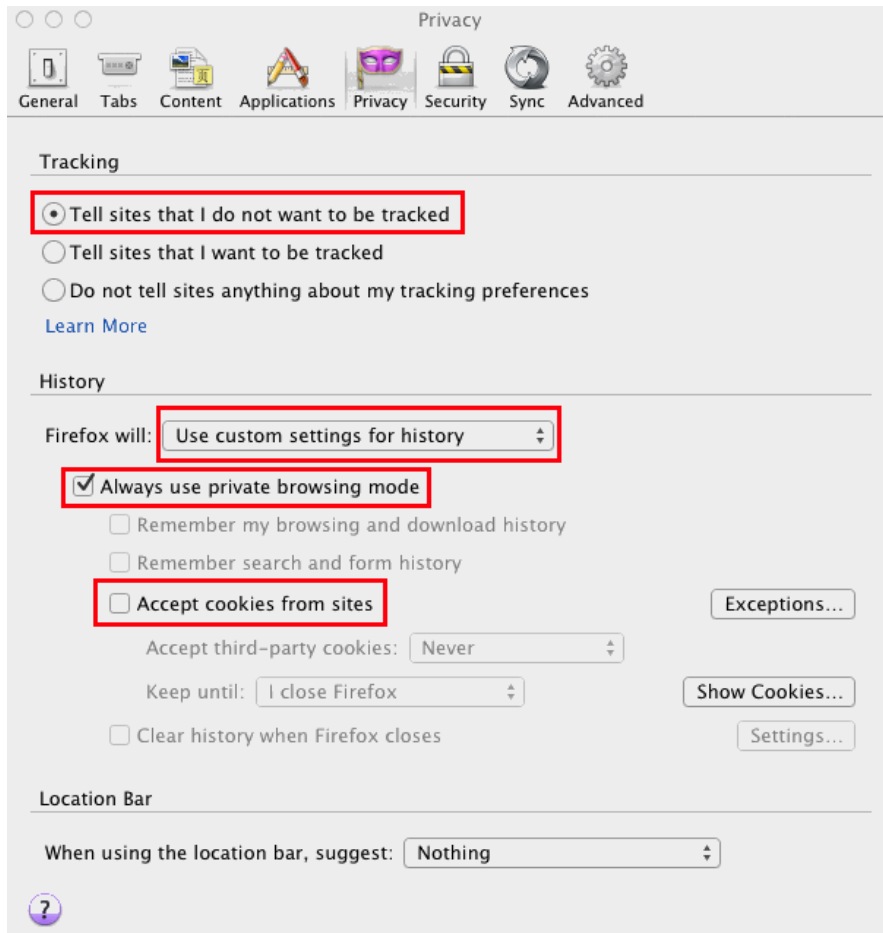 Privacy
General Tabs Content Applications Privacy Security Sync Advanced
Tracking
Tell sites that I do not want to be tracked
Tell sites that I want to be tracked
Do not tell sites anything about my tracking preferences
Learn More
History
Firefox will: Use custom settings for history
Always use private browsing mode
Remember my browsing and download history
Remember search and form history
Accept cookies from sites Exceptions...
Accept third-party cookies: Never
Keep until: I close Firefox Show Cookies...
Clear history when Firefox closes Settings...
Location Bar
When using the location bar, suggest: Nothing
?